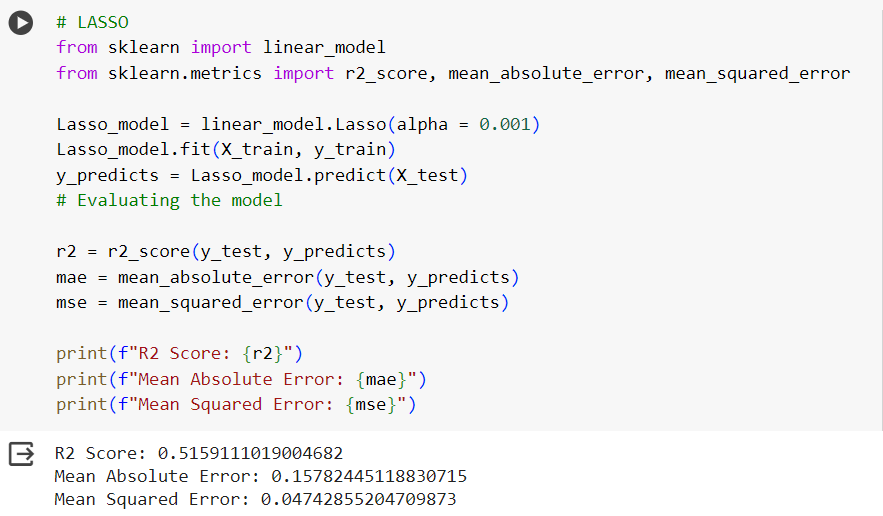 # LASSO
from sklearn import linear_model
from sklearn.metrics import r2_score, mean_absolute_error, mean_squared_error
Lasso_model = linear_model.Lasso(alpha = 0.001)
Lasso_model.fit(X_train, y_train)
y_predicts = Lasso_model.predict(X_test)
# Evaluating the model
r2 = r2_score(y_test, y_predicts)
mae = mean_absolute_error(y_test, y_predicts)
mse = mean_squared_error(y_test, y_predicts)
print(f"R2 Score: {r2}")
print(f"Mean Absolute Error: {mae}")
print(f"Mean Squared Error: {mse}")
R2 Score: 0.5159111019004682
Mean Absolute Error: 0.15782445118830715
Mean Squared Error: 0.04742855204709873